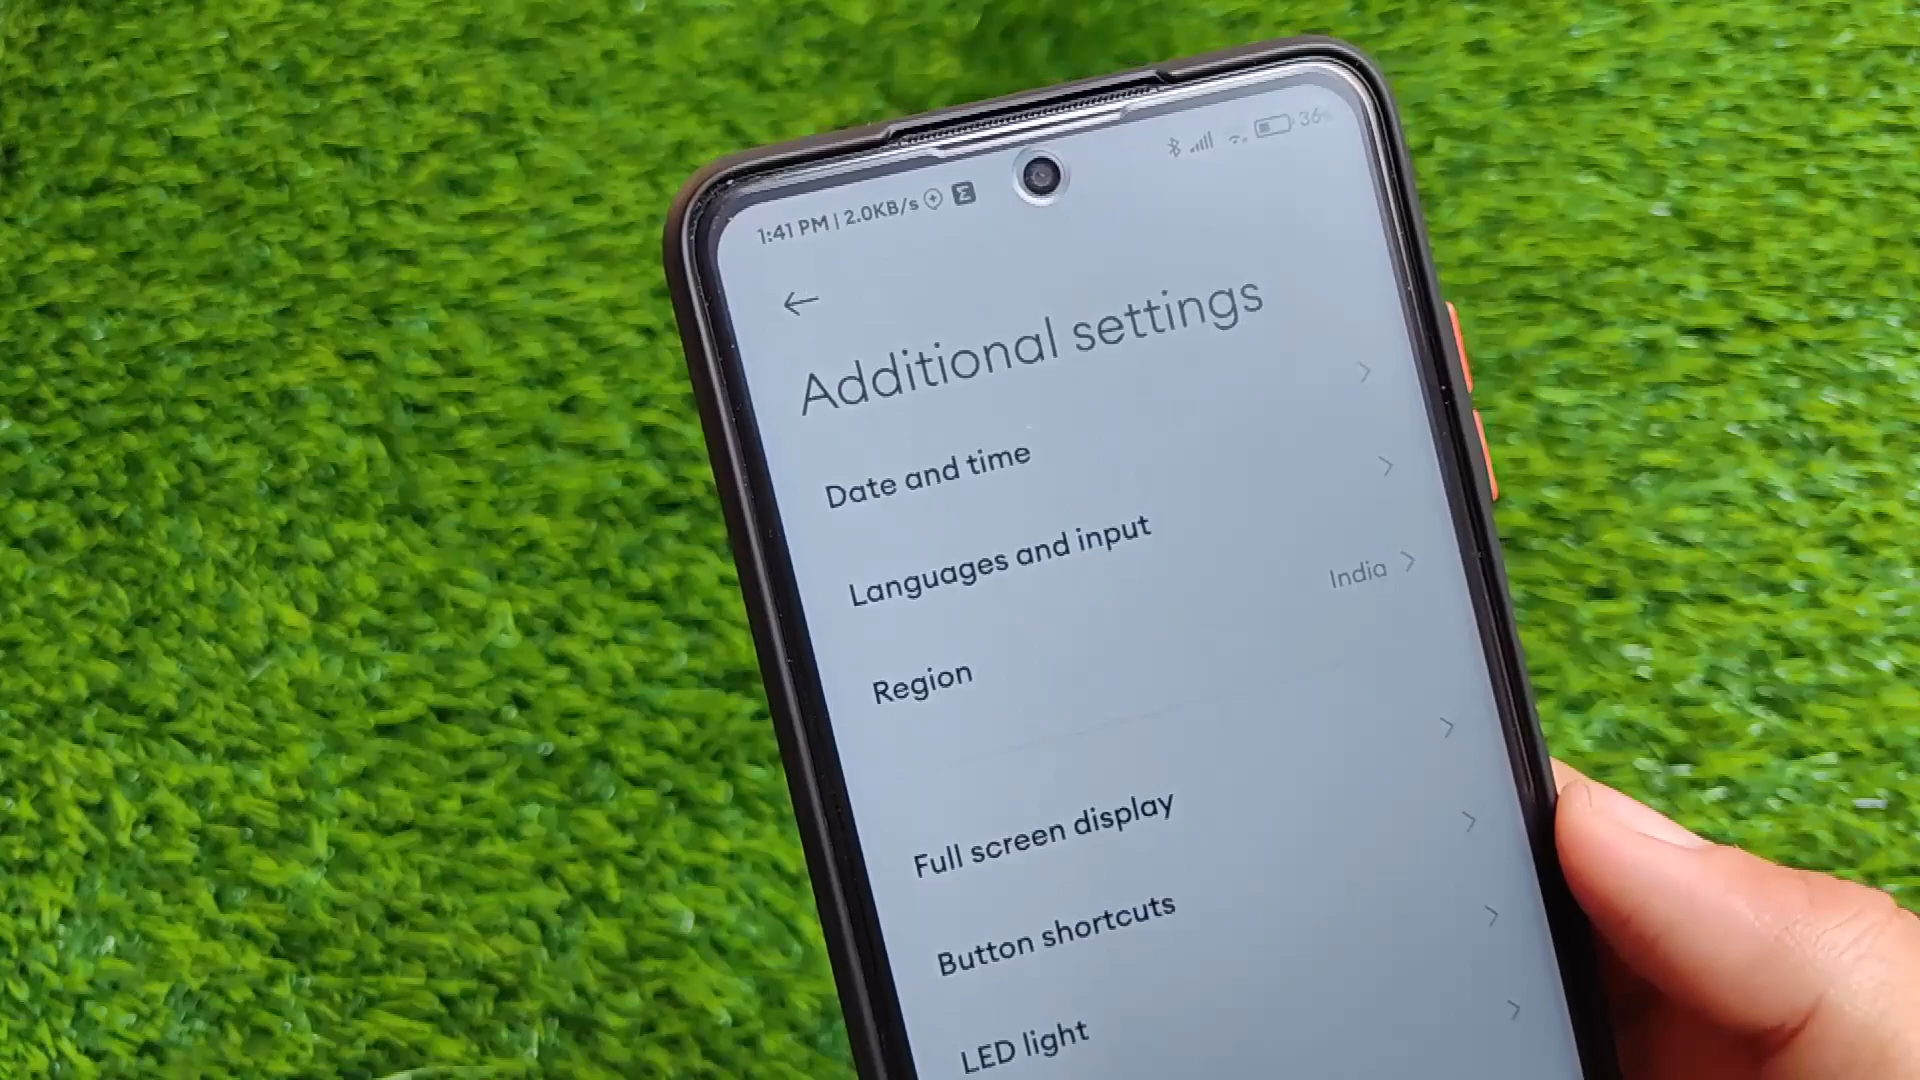 1:41 PM | 2.0KB/s 36%
Additional settings
Date and time
Languages and input
Region India
Full screen display
Button shortcuts
LED light